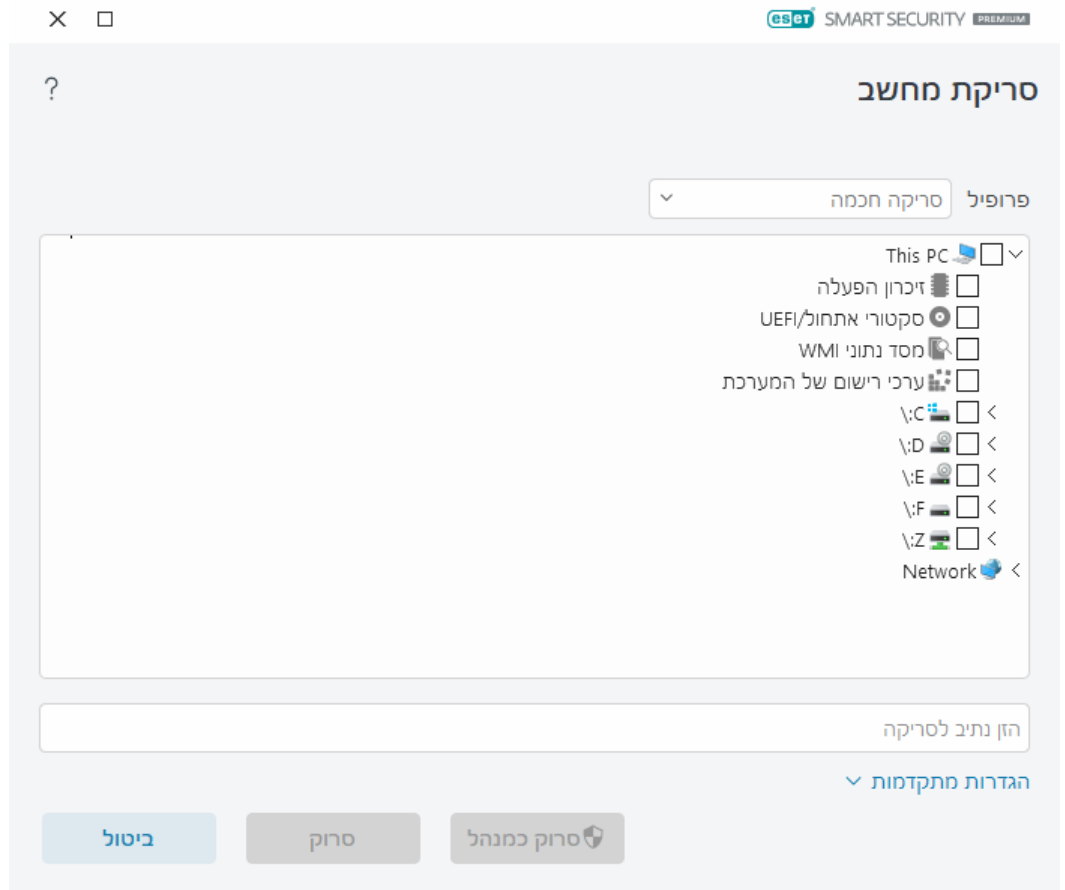 eset SMART SECURITY PREMIUM
?
סריקת מחשב
פרופיל סריקה חכמה
This PC
זיכרון הפעלה
סקטורי אתחול/UEFI
מסד נתוני WMI
ערכי רישום של המערכת
C:\
D:\
E:\
F:\
Z:\
Network
הזן נתיב לסריקה
הגדרות מתקדמות
סרוק כמנהל סרוק ביטול